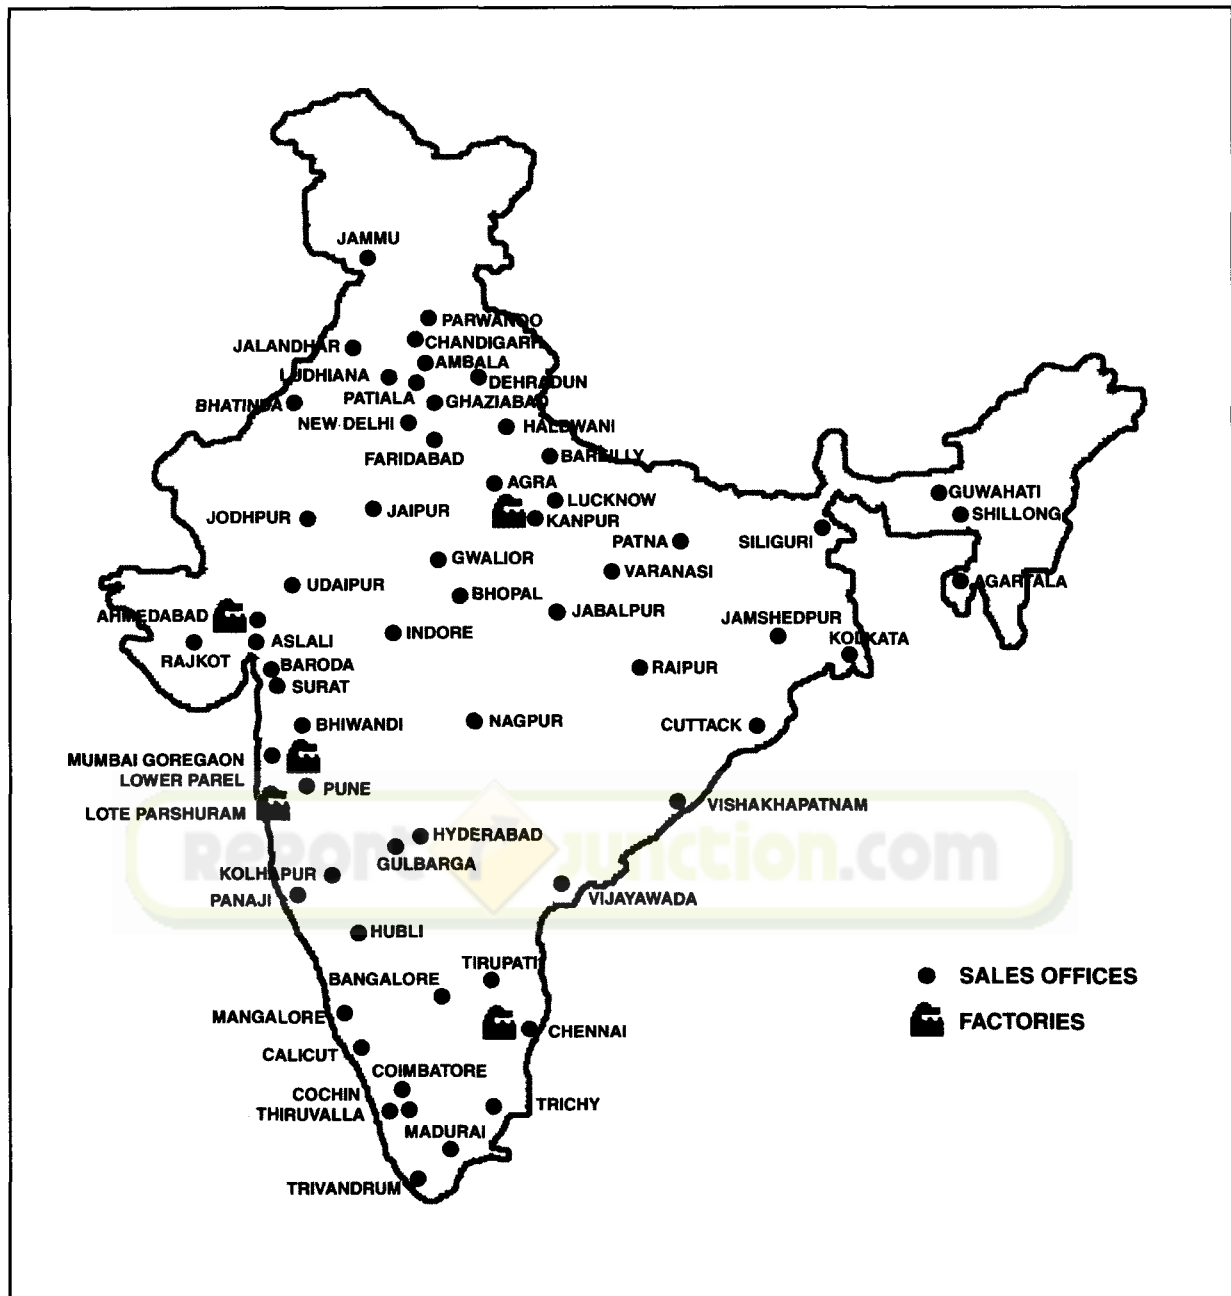 JAMMU
PARWANOO
CHANDIGARH
JALANDHAR
AMBALA
LUDHIANA
DEHRADUN
PATIALA
GHAZIABAD
BHATINDA
NEW DELHI
HALDWANI
FARIDABAD
BAREILLY
AGRA
LUCKNOW
GUWAHATI
JAIPUR
JODHPUR
KANPUR
SHILLONG
PATNA
SILIGURI
GWALIOR
VARANASI
UDAIPUR
AGARTALA
BHOPAL
AHMEDABAD
JABALPUR
JAMSHEDPUR
INDORE
ASLALI
KOLKATA
RAJKOT
BARODA
RAIPUR
SURAT
BHIWANDI
NAGPUR
CUTTACK
MUMBAI GOREGAON
LOWER PAREL
PUNE
LOTE PARSHURAM
VISHAKHAPATNAM
HYDERABAD
REPORT JUNCTION.com
GULBARGA
KOLHAPUR
PANAJI
VIJAYAWADA
HUBLI
TIRUPATI
BANGALORE
SALES OFFICES
MANGALORE
FACTORIES
CHENNAI
CALICUT
COIMBATORE
COCHIN
TRICHY
THIRUVALLA
MADURAI
TRIVANDRUM